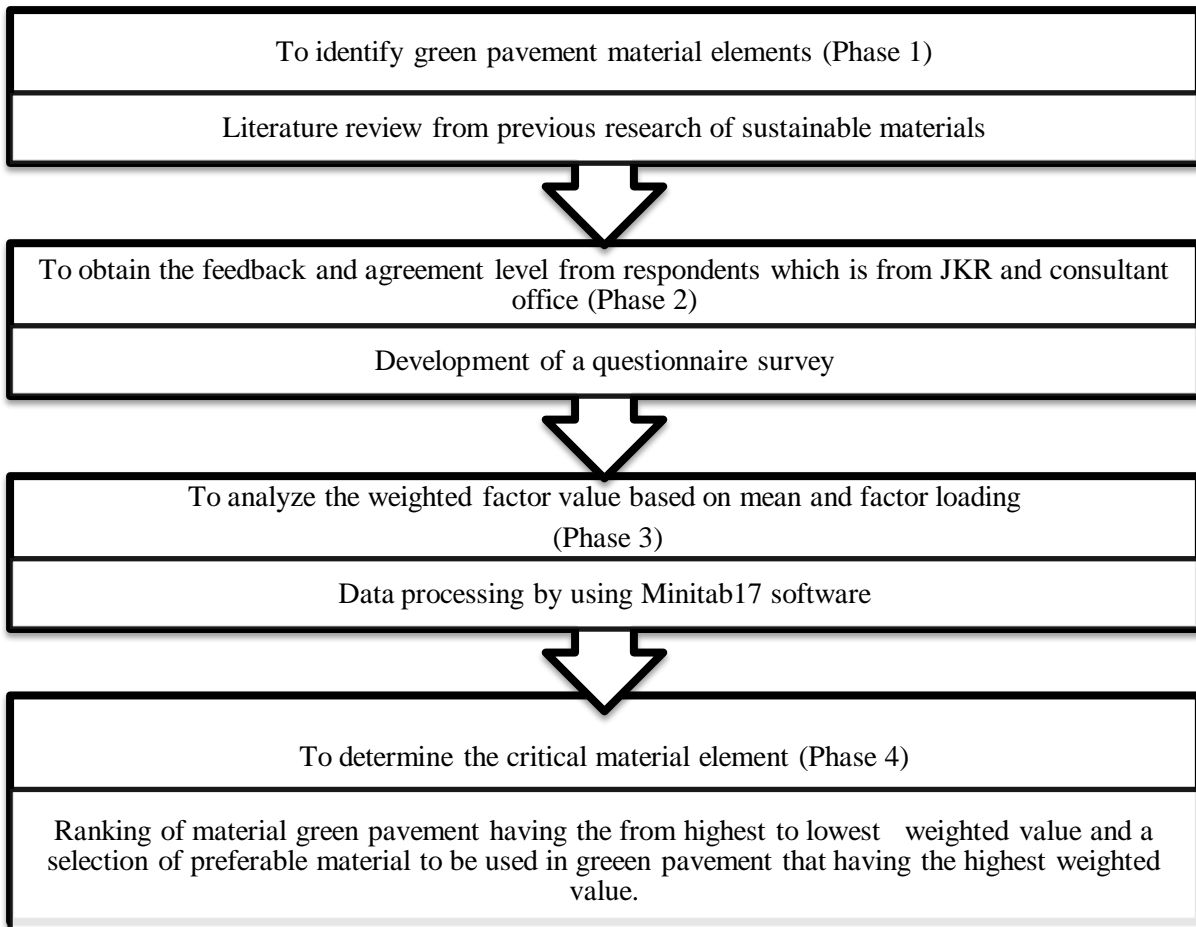 To identify green pavement material elements (Phase 1)
Literature review from previous research of sustainable materials
To obtain the feedback and agreement level from respondents which is from JKR and consultant
office (Phase 2)
Development of a questionnaire survey
To analyze the weighted factor value based on mean and factor loading
(Phase 3)
Data processing by using Minitab17 software
To determine the critical material element (Phase 4)
Ranking of material green pavement having the from highest to lowest weighted value and a
selection of preferable material to be used in greeen pavement that having the highest weighted
value.